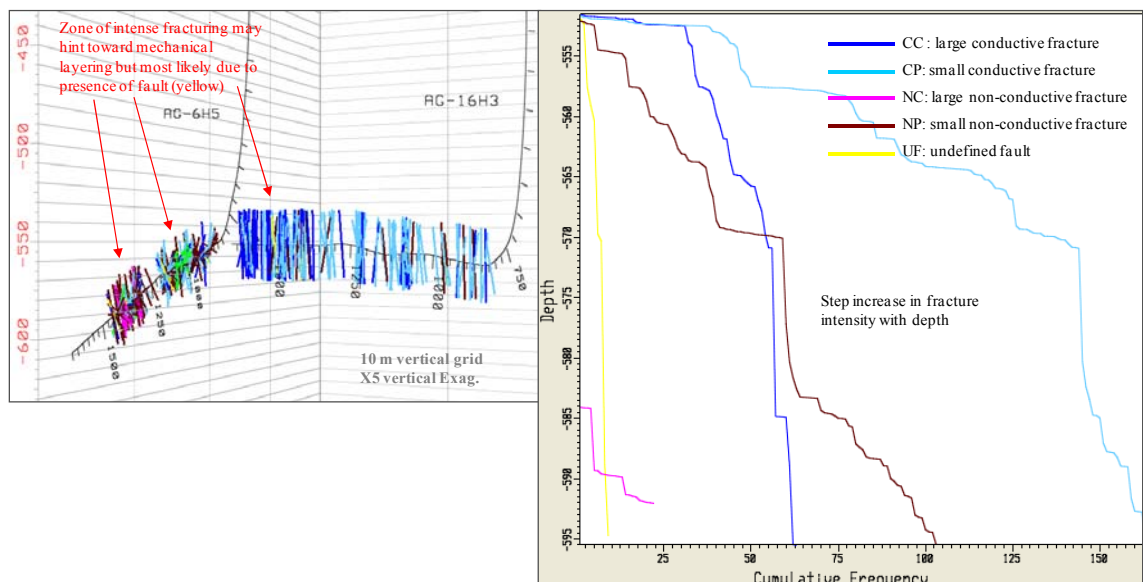 Zone of intense fracturing may
hint toward mechanical
layering but most likely due to
presence of fault (yellow)
RG-6H5
RG-16H3
-450
-500
-550
-600
1500
1250
1000
1250
1000
750
10 m vertical grid
X5 vertical Exag.
CC : large conductive fracture
CP: small conductive fracture
NC: large non-conductive fracture
NP: small non-conductive fracture
UF: undefined fault
Step increase in fracture
intensity with depth
Depth
-555
-560
-565
-570
-575
-580
-585
-590
-595
25
50
75
100
125
150
Cumulative Frequency